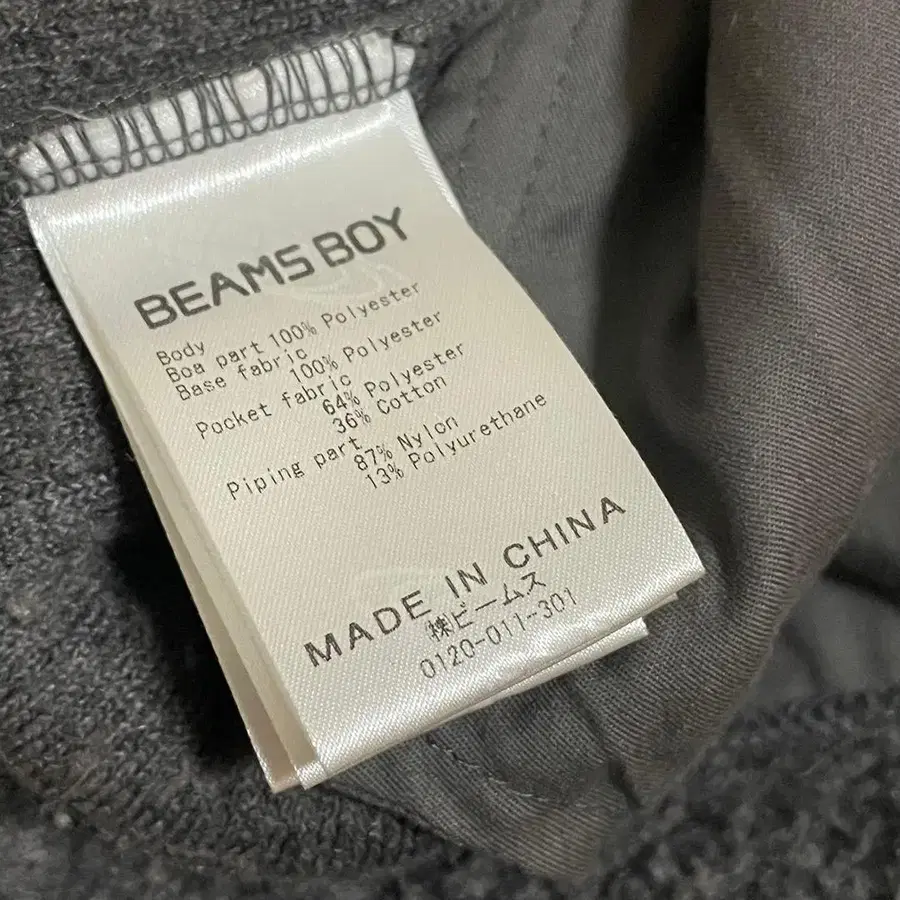 BEAMS BOY
Body
Boa part 100% Polyester
Base fabric
100% Polyester
Pocket fabric
64% Polyester
36% Cotton
Piping part
87% Nylon
13% Polyurethane
MADE IN CHINA
㈱ビームス
0120-011-301